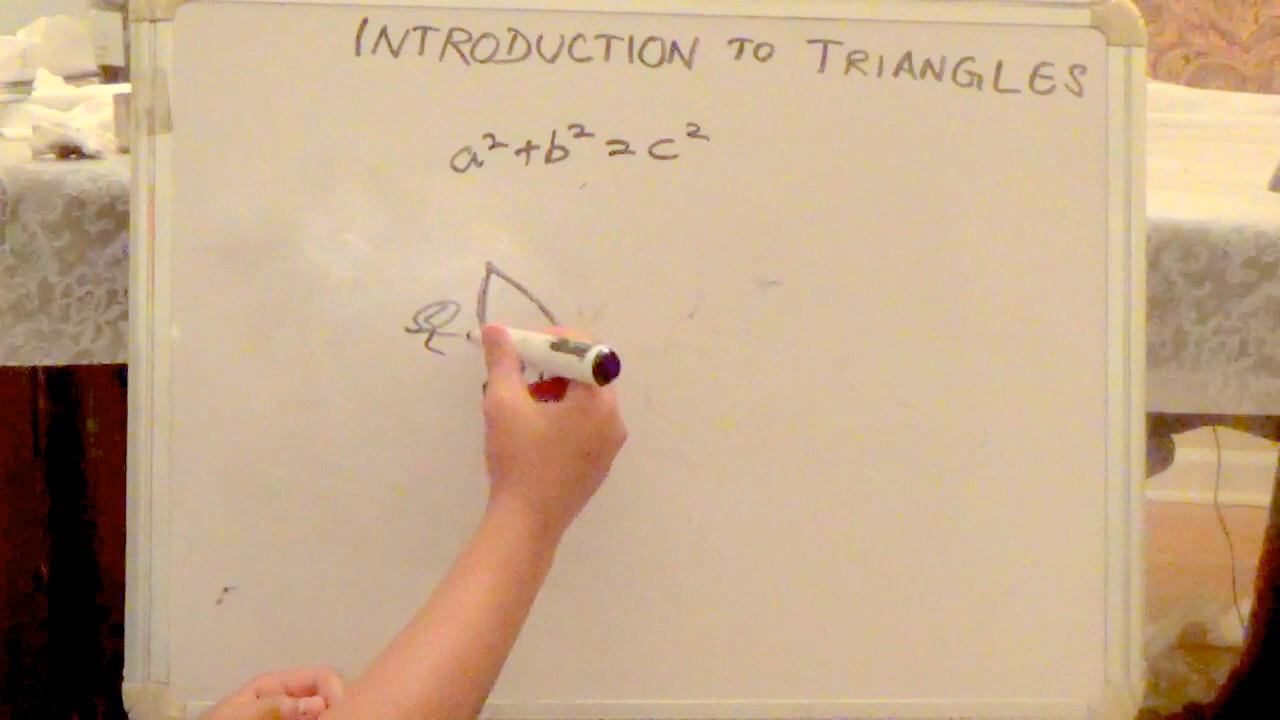 INTRODUCTION TO TRIANGLES
a²+b²=c²